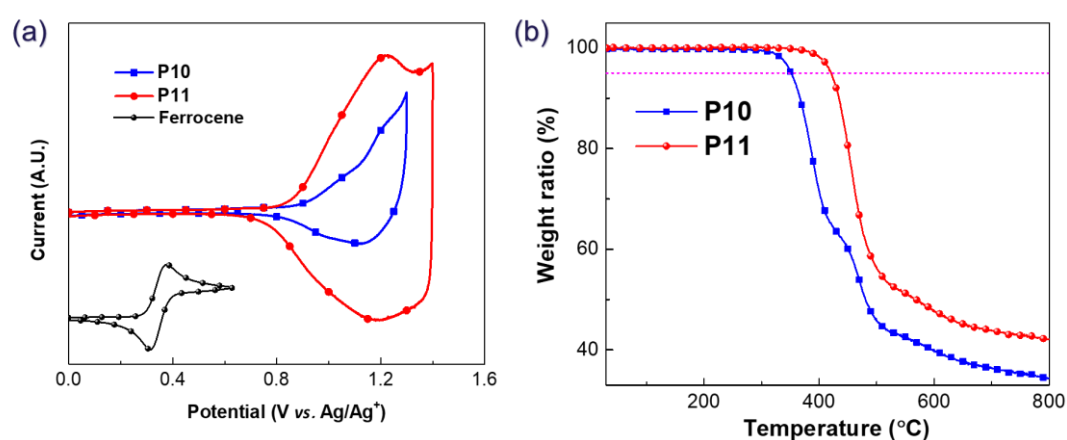 (a)
P10
P11
Ferrocene
Current (A.U.)
0.0 0.4 0.8 1.2 1.6
Potential (V vs. Ag/Ag⁺)
(b)
100
80
60
40
P10
P11
Weight ratio (%)
200 400 600 800
Temperature (°C)